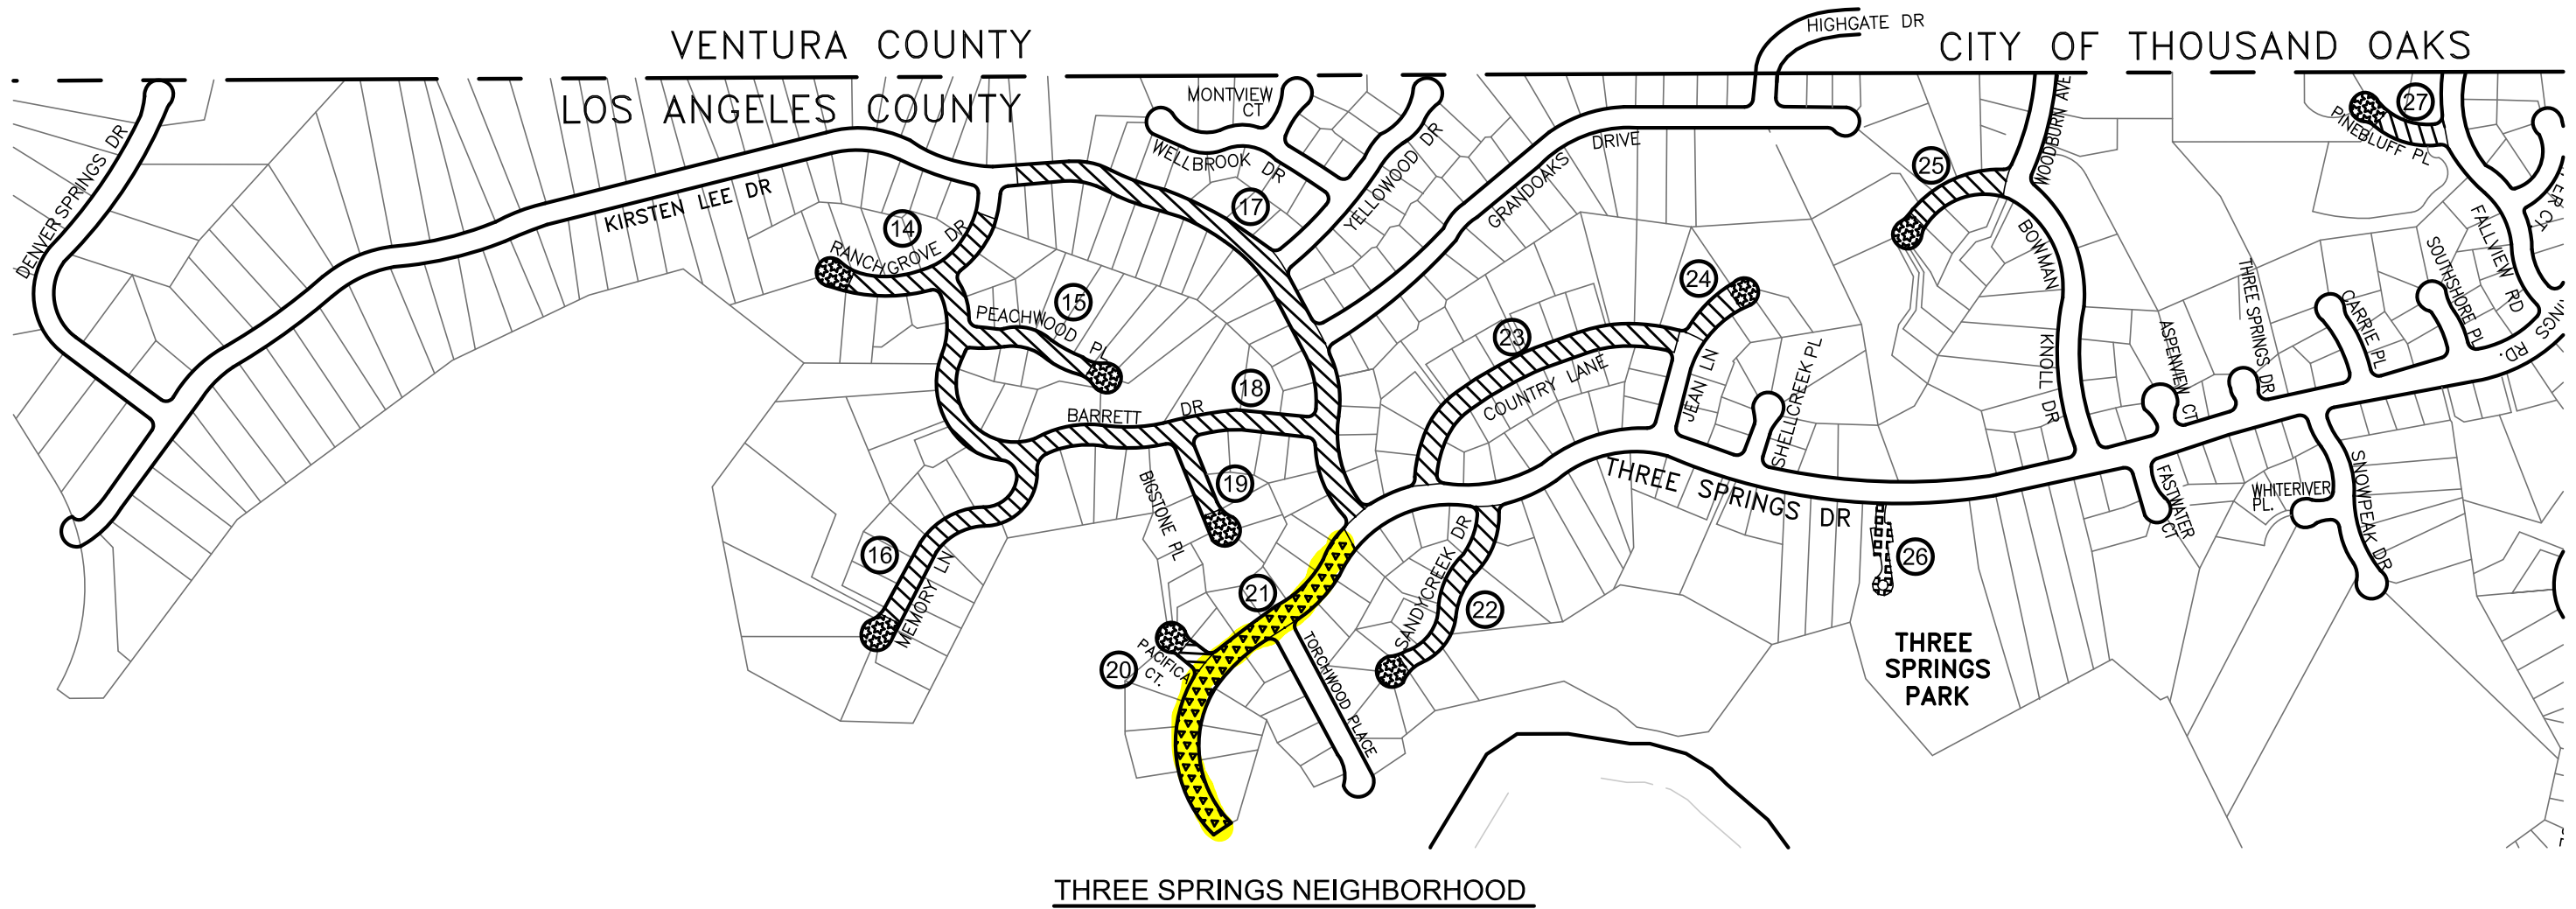 VENTURA COUNTY
CITY OF THOUSAND OAKS
LOS ANGELES COUNTY
HIGHGATE DR
DENVER SPRINGS DR
KIRSTEN LEE DR
14
RANCHGROVE DR
15
PEACHWOOD PL
16
MEMORY LN
MONTVIEW
CT
WELLBROOK DR
17
YELLOWOOD DR
GRANDOAKS
DRIVE
18
BARRETT DR
19
BIGSTONE PL
20
PACIFICA
CT.
21
TORCHWOOD PLACE
22
SANDYCREEK DR
23
COUNTRY LANE
24
JEAN LN
SHELLCREEK PL
THREE SPRINGS DR
25
WOODBURN AVE
BOWMAN
KNOLL DR
26
THREE
SPRINGS
PARK
27
PINEBLUFF PL
FALLVIEW RD
SOUTHSHORE PL
CARRIE PL
THREE SPRINGS DR
ASPENVIEW CT
FASTWATER
CT
WHITERIVER
PL.
SNOWPEAK DR
RD.
THREE SPRINGS NEIGHBORHOOD